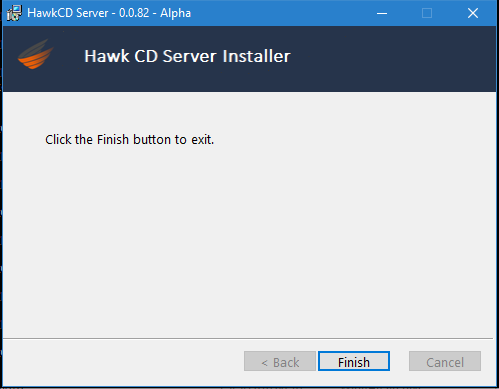 HawkCD Server - 0.0.82 - Alpha
Hawk CD Server Installer
Click the Finish button to exit.
< Back
Finish
Cancel